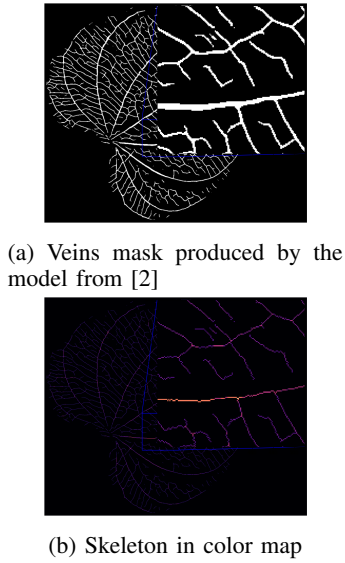 (a) Veins mask produced by the
model from [2]
(b) Skeleton in color map